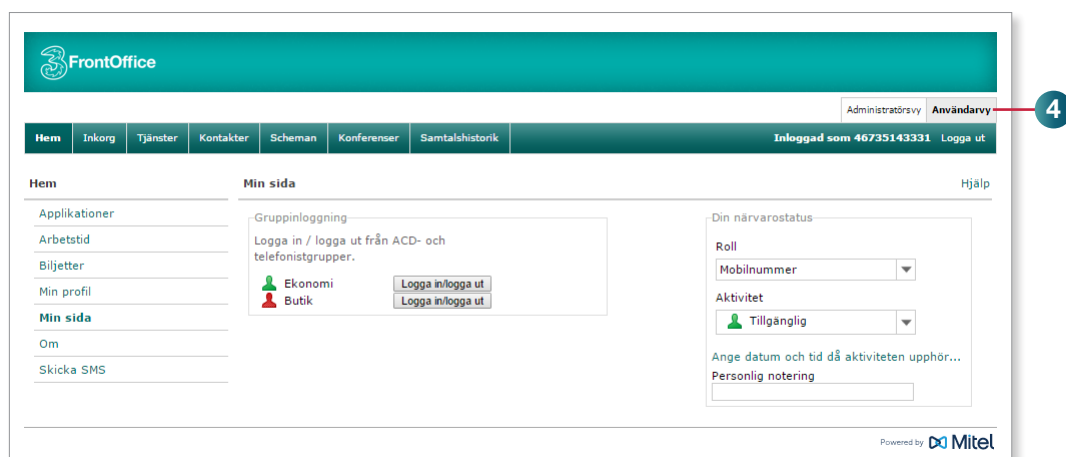 3 FrontOffice
Administratörsvy Användarvy 4
Hem Inkorg Tjänster Kontakter Scheman Konferenser Samtalshistorik Inloggad som 46735143331 Logga ut
Hem
Applikationer
Arbetstid
Biljetter
Min profil
Min sida
Om
Skicka SMS
Min sida Hjälp
Gruppinloggning
Logga in / logga ut från ACD- och
telefonistgrupper.
Ekonomi Logga in/logga ut
Butik Logga in/logga ut
Din närvarostatus
Roll
Mobilnummer
Aktivitet
Tillgänglig
Ange datum och tid då aktiviteten upphör...
Personlig notering
Powered by Mitel